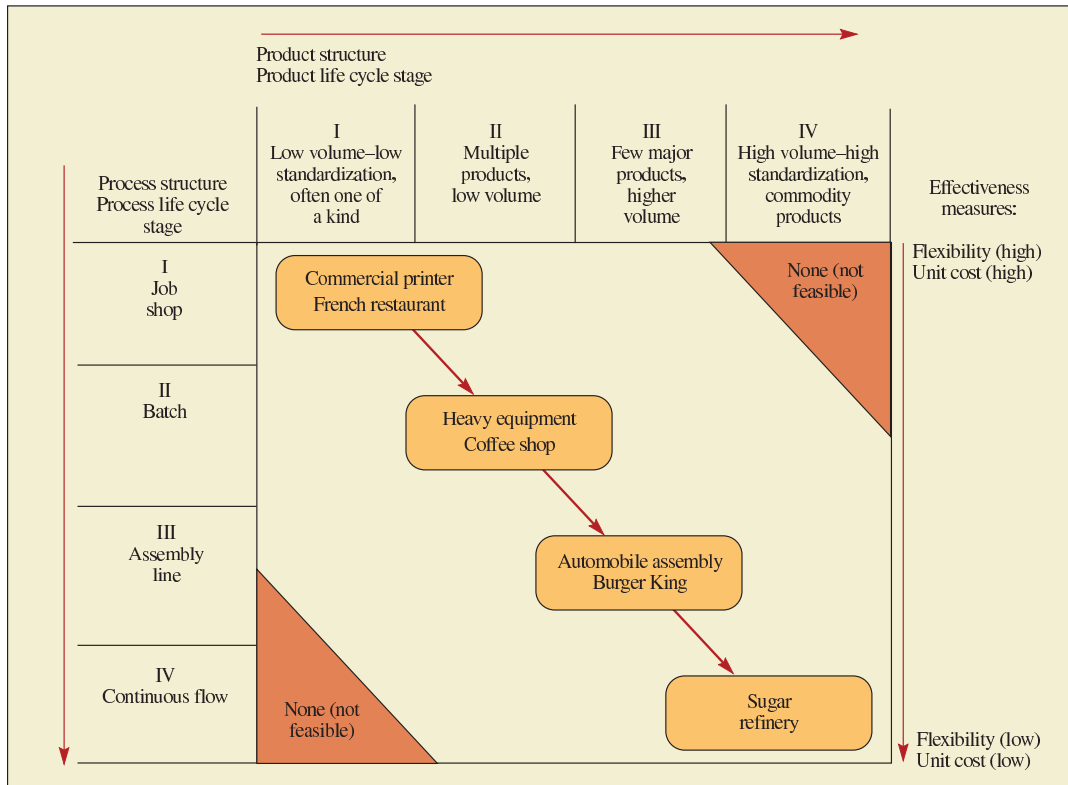 Product structure
Product life cycle stage
Process structure
Process life cycle
stage
I
Low volume–low
standardization,
often one of
a kind
II
Multiple
products,
low volume
III
Few major
products,
higher
volume
IV
High volume–high
standardization,
commodity
products
Effectiveness
measures:
Flexibility (high)
Unit cost (high)
I
Job
shop
Commercial printer
French restaurant
None (not
feasible)
II
Batch
Heavy equipment
Coffee shop
III
Assembly
line
Automobile assembly
Burger King
IV
Continuous flow
None (not
feasible)
Sugar
refinery
Flexibility (low)
Unit cost (low)